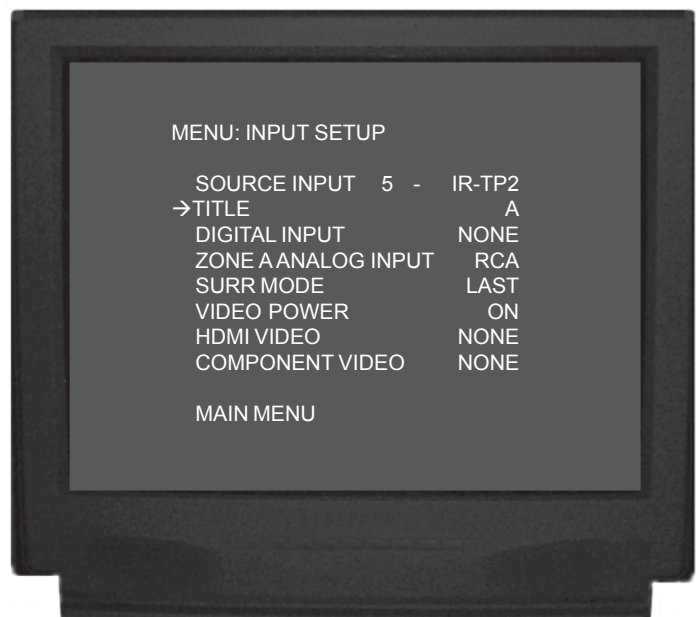 MENU: INPUT SETUP
SOURCE INPUT 5 - IR-TP2
→TITLE A
DIGITAL INPUT NONE
ZONE A ANALOG INPUT RCA
SURR MODE LAST
VIDEO POWER ON
HDMI VIDEO NONE
COMPONENT VIDEO NONE
MAIN MENU